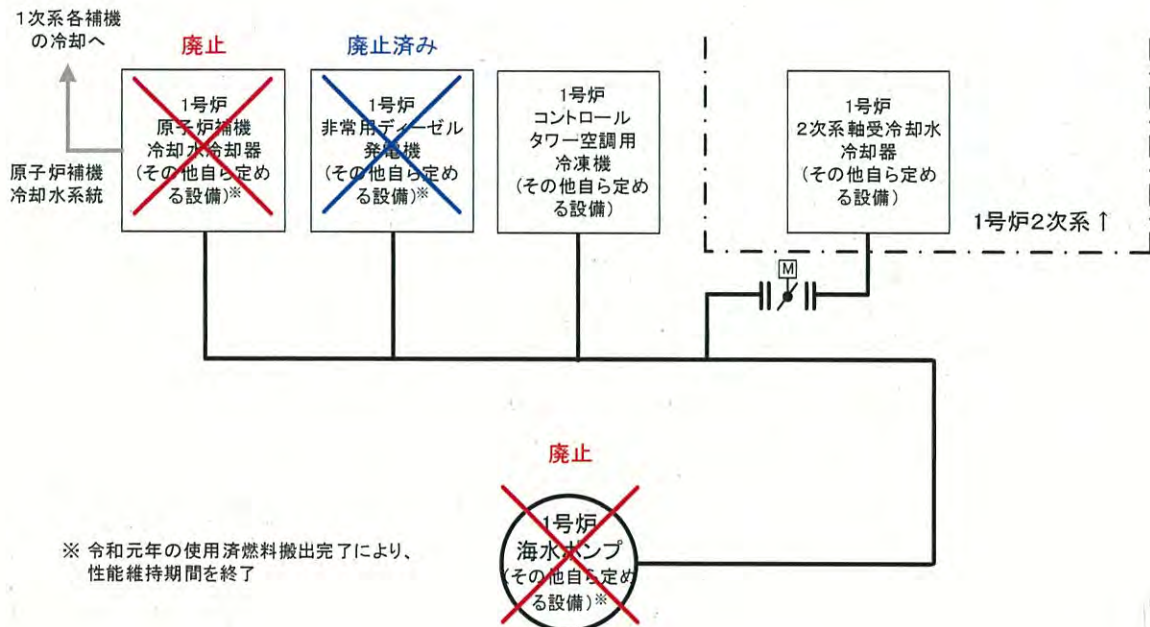 1次系各補機
の冷却へ
廃止
廃止済み
1号炉
原子炉補機
冷却水冷却器
(その他自ら定め
る設備)※
1号炉
非常用ディーゼル
発電機
(その他自ら定め
る設備)※
1号炉
コントロール
タワー空調用
冷凍機
(その他自ら定め
る設備)
1号炉
2次系軸受冷却水
冷却器
(その他自ら定め
る設備)
原子炉補機
冷却水系統
1号炉2次系↑
M
廃止
1号炉
海水ポンプ
(その他自ら定め
る設備)※
※ 令和元年の使用済燃料搬出完了により、
性能維持期間を終了